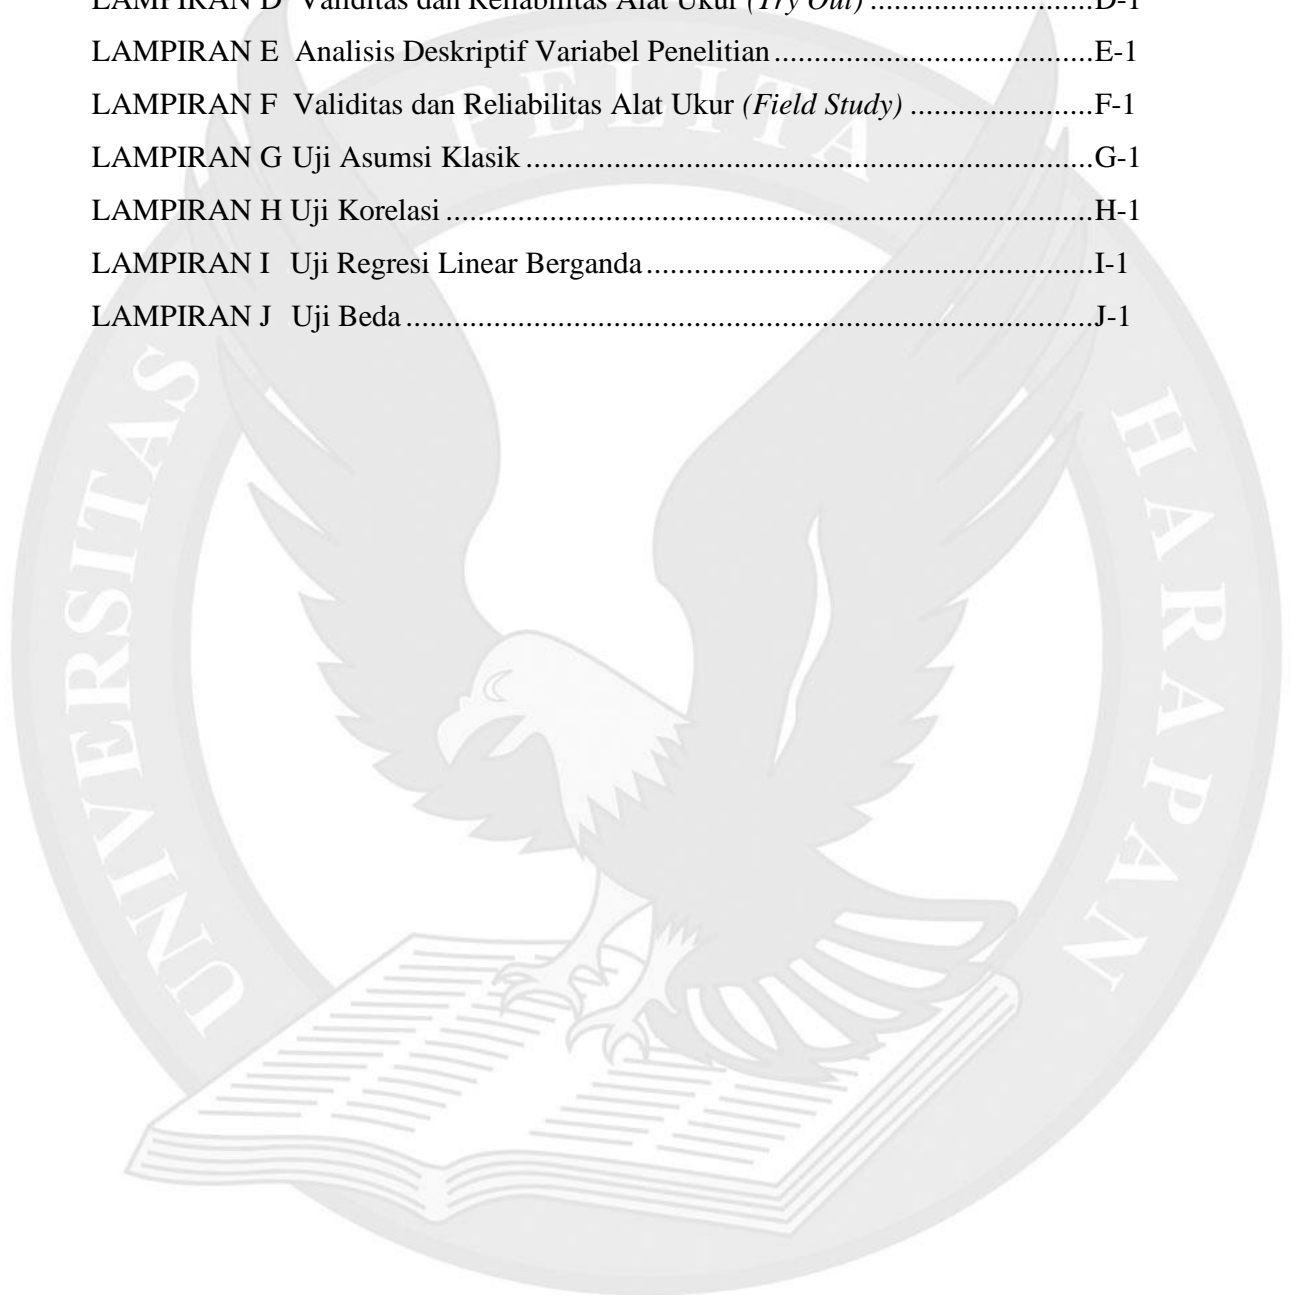 LAMPIRAN D Validitas dan Reliabilitas Alat Ukur (Try Out) ............................D-1
LAMPIRAN E Analisis Deskriptif Variabel Penelitian ........................................E-1
LAMPIRAN F Validitas dan Reliabilitas Alat Ukur (Field Study) .......................F-1
LAMPIRAN G Uji Asumsi Klasik .......................................................................G-1
LAMPIRAN H Uji Korelasi .................................................................................H-1
LAMPIRAN I Uji Regresi Linear Berganda ........................................................I-1
LAMPIRAN J Uji Beda ......................................................................................J-1
UNIVERSITAS PELITA HARAPAN